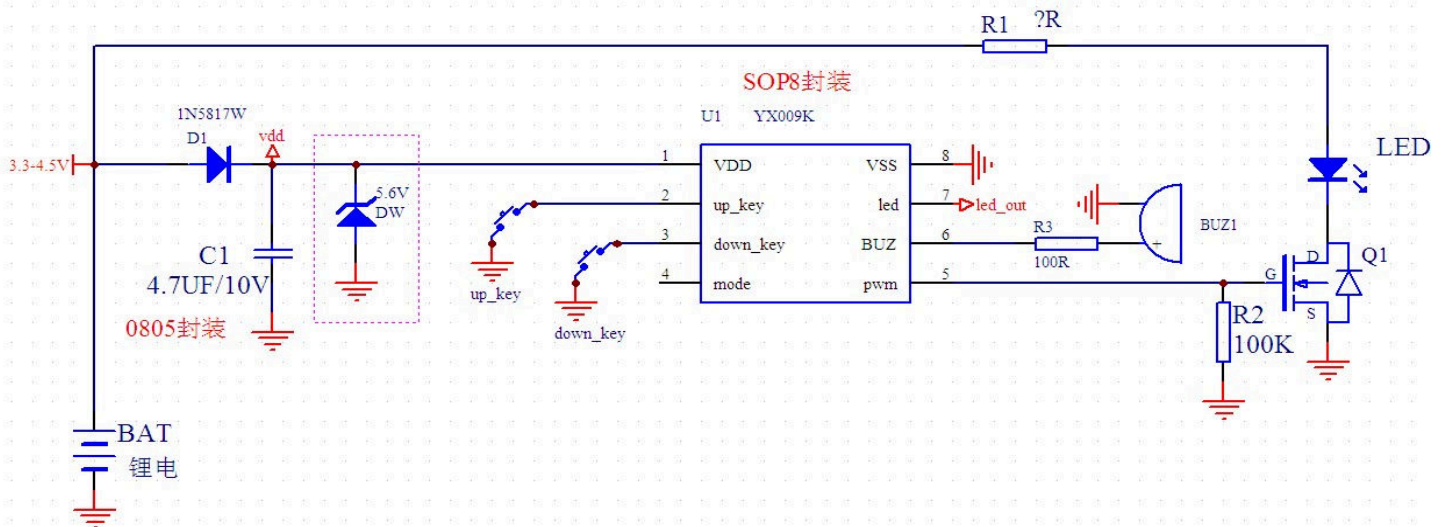 R1 ?R
SOP8封装
1N5817W
D1
vdd
U1 YX009K
LED
3.3-4.5V
1 VDD VSS 8
5.6V
DW
2 up_key led 7 led_out
R3
BUZ1
3 down_key BUZ 6
+
100R
C1
4.7UF/10V
4 mode pwm 5
D Q1
G
S
up_key
0805封装
down_key
R2
100K
BAT
锂电